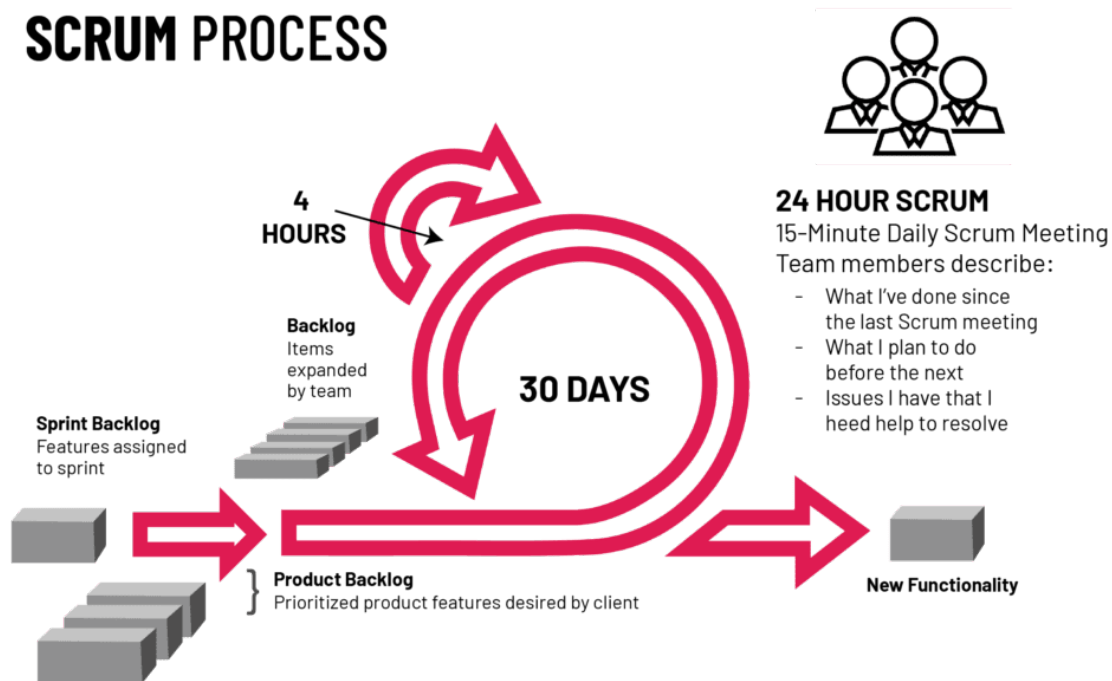 SCRUM PROCESS
4
HOURS
24 HOUR SCRUM
15-Minute Daily Scrum Meeting
Team members describe:
- What I've done since
the last Scrum meeting
- What I plan to do
before the next
- Issues I have that I
heed help to resolve
Backlog
Items
expanded
by team
30 DAYS
Sprint Backlog
Features assigned
to sprint
} Product Backlog
Prioritized product features desired by client
New Functionality